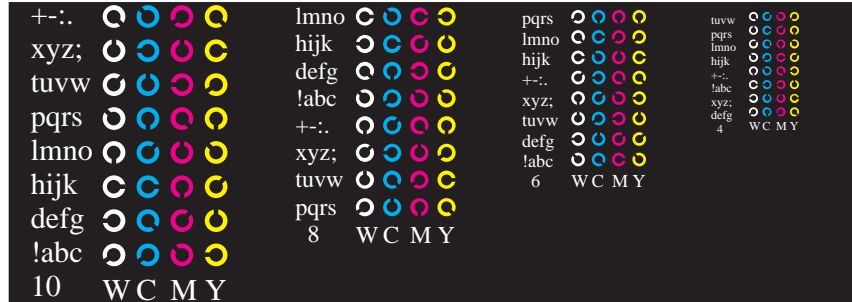 +-:.
xyz;
tuvw
pqrs
lmno
hijk
defg
!abc
10 W C M Y
lmno
hijk
defg
!abc
+-:.
xyz;
tuvw
pqrs
8 W C M Y
pqrs
lmno
hijk
+-:.
xyz;
tuvw
defg
!abc
6 W C M Y
tuvw
pqrs
lmno
hijk
+-:.
!abc
xyz;
defg
4 W C M Y